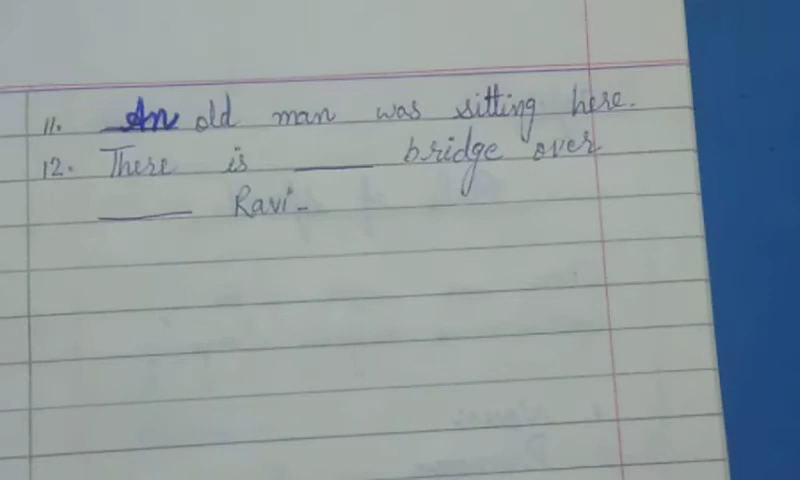 11. An old man was sitting here.
12. There is ____ bridge over
____ Ravi.